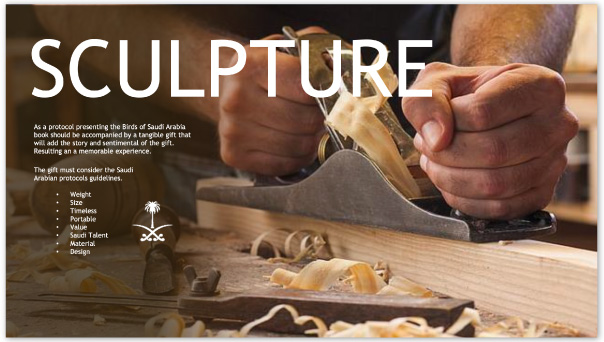 SCULPTURE
As a protocol presenting the Birds of Saudi Arabia
book should be accompanied by a tangible gift that
will add the story and sentimental of the gift.
Resulting an a memorable experience.
The gift must consider the Saudi
Arabian protocols guidelines.
• Weight
• Size
• Timeless
• Portable
• Value
• Saudi Talent
• Material
• Design